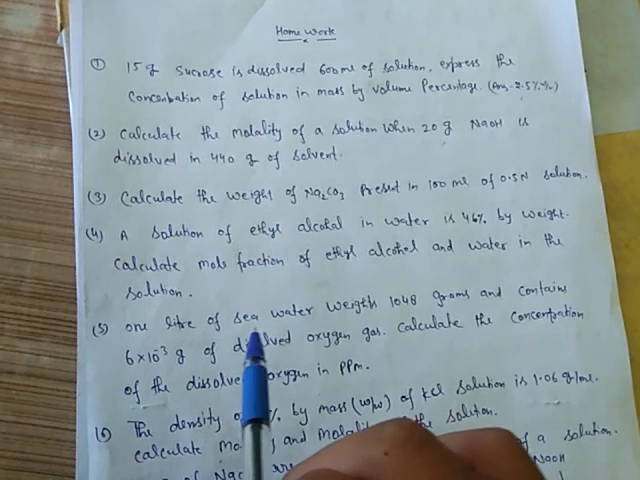 Home Work
① 15 g sucrose is dissolved 600 ml of solution, express the
Concentration of solution in mass by volume Percentage. (Ans=2.5%
(2) Calculate the molality of a solution when 20 g NaOH is
dissolved in 440 g of solvent.
(3) Calculate the weight of Na₂CO₃ Present in 100 ml of 0.5N solution.
(4) A solution of ethyl alcohol in water is 46% by weight.
Calculate mole fraction of ethyl alcohol and water in the
solution.
(5) One litre of sea water weighs 1048 grams and contains
6×10³ g of dissolved oxygen gas. Calculate the concentration
of the dissolved oxygen in PPm.
(6) The density % by mass (w/w) of KCl solution is 1.06 g/ml.
calculate and the solution.
of a solution.
NaOH